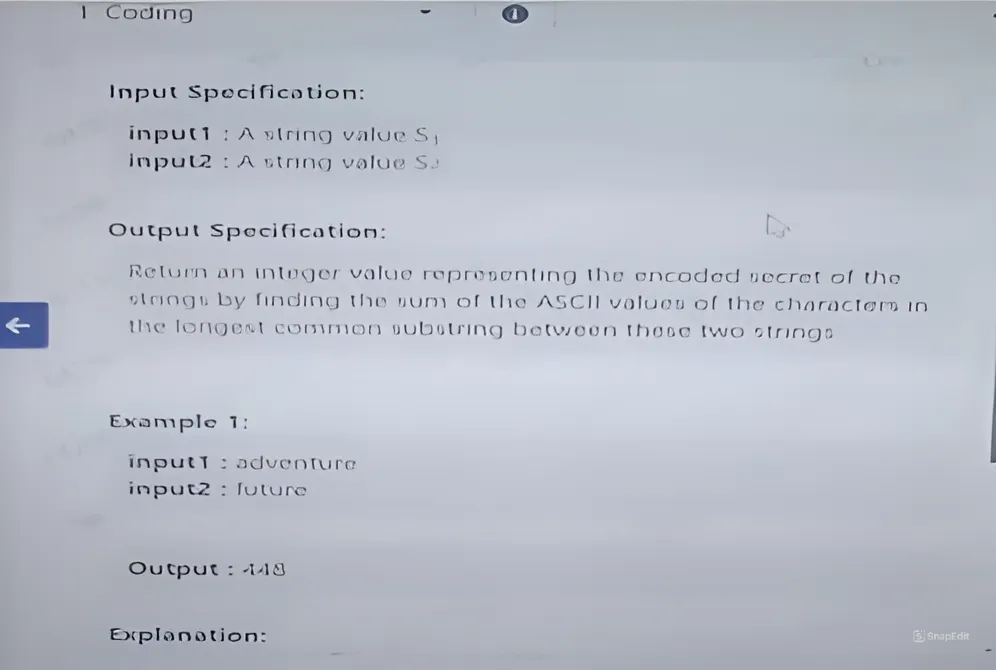 1 Coding
Input Specification:
input1 : A string value S1
input2 : A string value S2
Output Specification:
Return an integer value representing the encoded secret of the
strings by finding the sum of the ASCII values of the characters in
the longest common substring between these two strings
Example 1:
input1 : adventure
input2 : future
Output : 448
Explanation:
SnapEdit